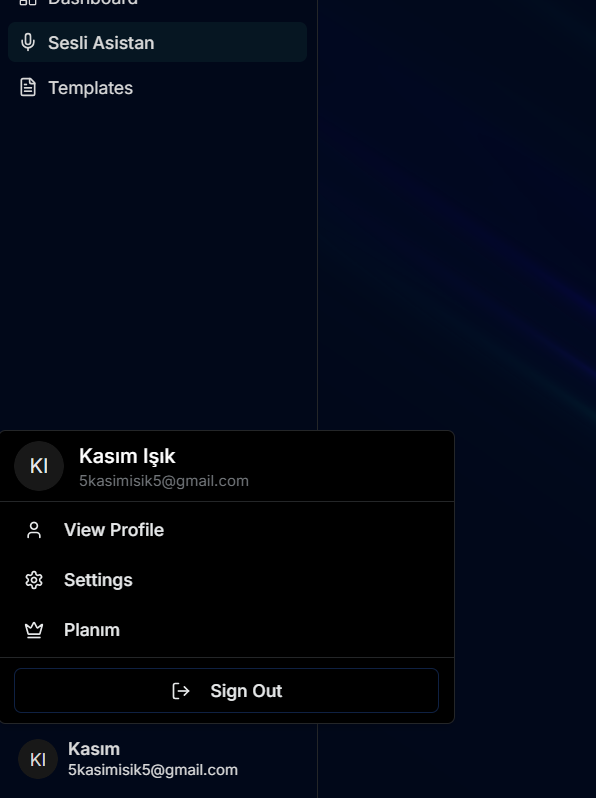 Dashboard
Sesli Asistan
Templates
KI
Kasım Işık
5kasimisik5@gmail.com
View Profile
Settings
Planım
Sign Out
KI
Kasım
5kasimisik5@gmail.com